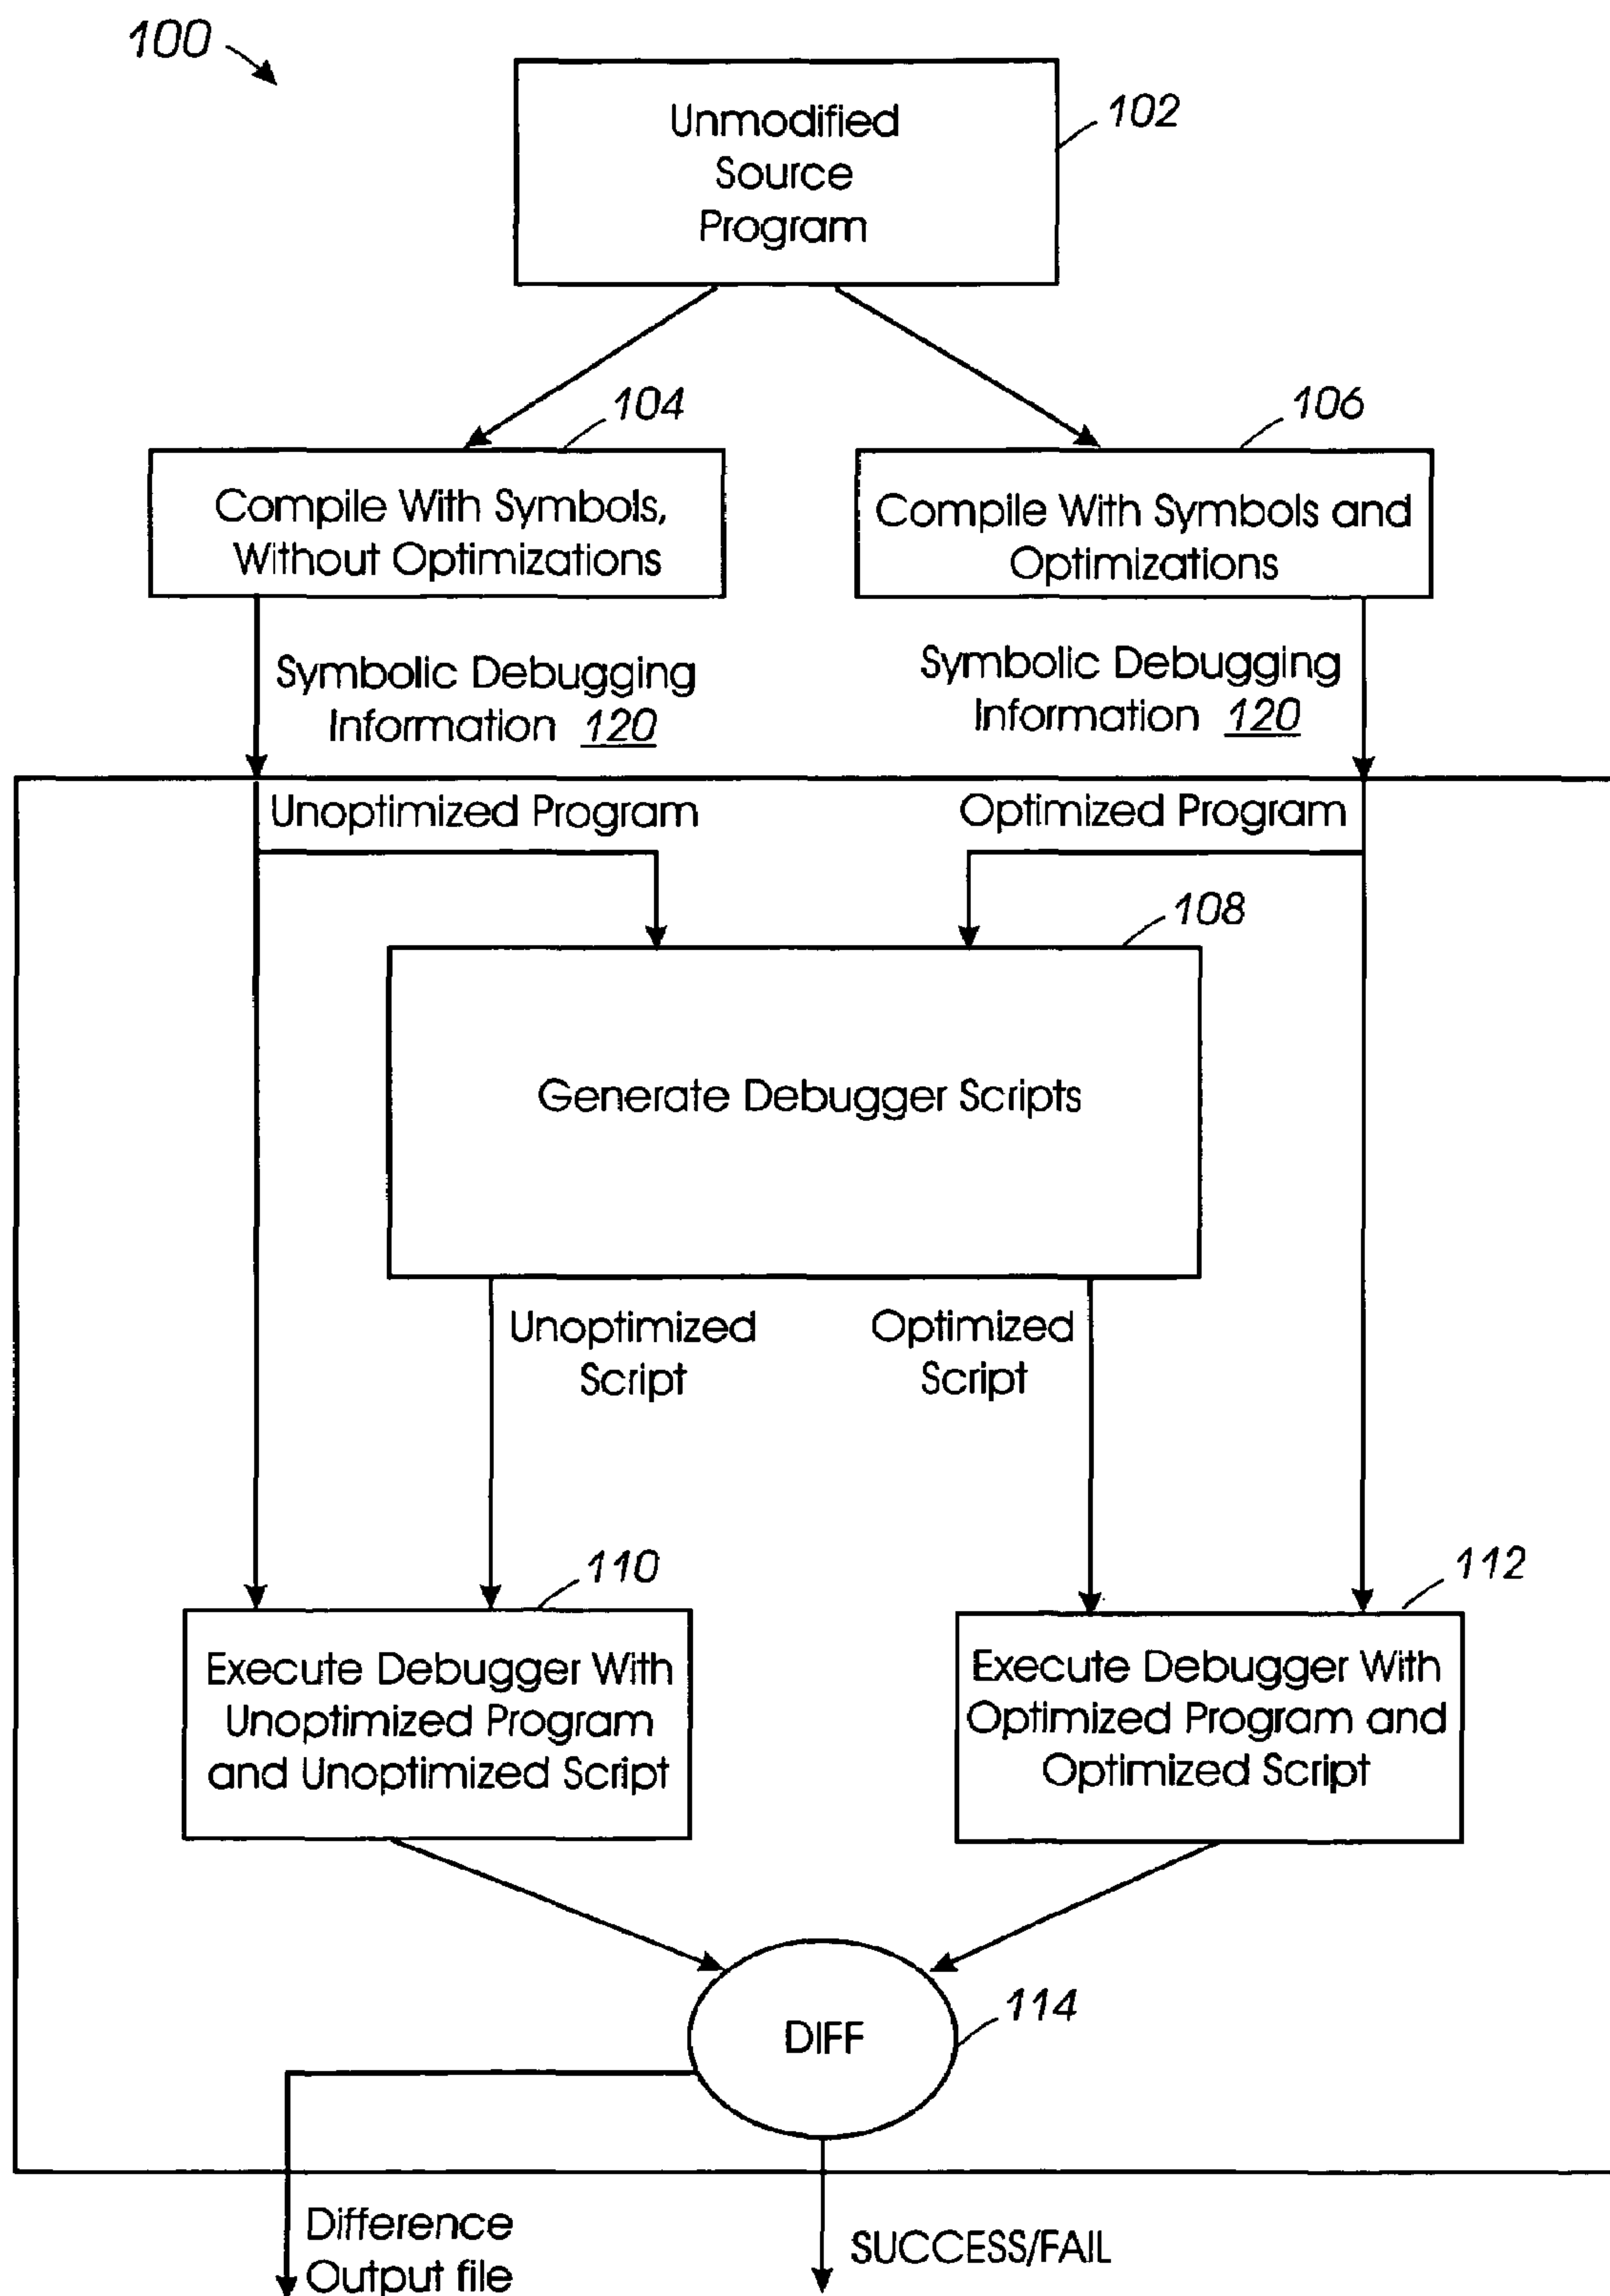 100
Unmodified
Source
Program
102
104
106
Compile With Symbols,
Without Optimizations
Compile With Symbols and
Optimizations
Symbolic Debugging
Information 120
Symbolic Debugging
Information 120
Unoptimized Program
Optimized Program
108
Generate Debugger Scripts
Unoptimized
Script
Optimized
Script
110
112
Execute Debugger With
Unoptimized Program
and Unoptimized Script
Execute Debugger With
Optimized Program and
Optimized Script
DIFF
114
Difference
Output file
SUCCESS/FAIL